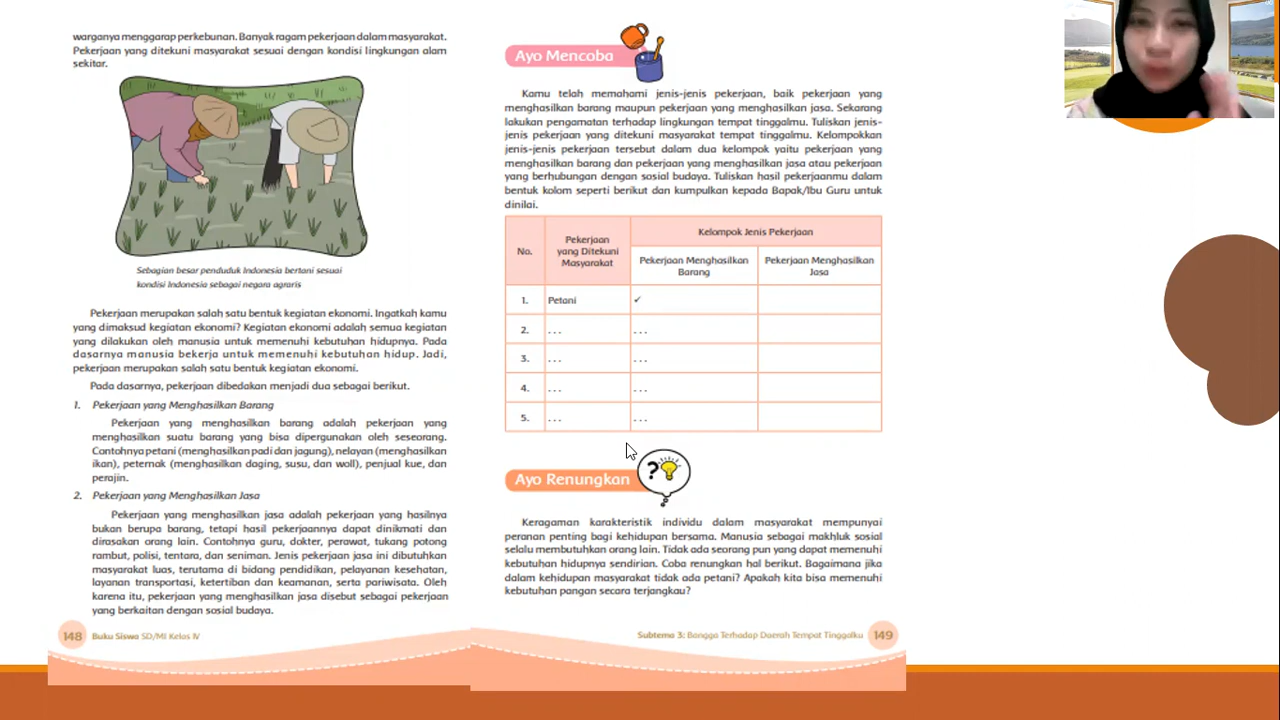 warganya menggarap perkebunan. Banyak ragam pekerjaan dalam masyarakat.
Pekerjaan yang ditekuni masyarakat sesuai dengan kondisi lingkungan alam
sekitar.
Sebagian besar penduduk Indonesia bertani sesuai
kondisi Indonesia sebagai negara agraris
Pekerjaan merupakan salah satu bentuk kegiatan ekonomi. Ingatkah kamu
yang dimaksud kegiatan ekonomi? Kegiatan ekonomi adalah semua kegiatan
yang dilakukan oleh manusia untuk memenuhi kebutuhan hidupnya. Pada
dasarnya manusia bekerja untuk memenuhi kebutuhan hidup. Jadi,
pekerjaan merupakan salah satu bentuk kegiatan ekonomi.
Pada dasarnya, pekerjaan dibedakan menjadi dua sebagai berikut.
1. Pekerjaan yang Menghasilkan Barang
Pekerjaan yang menghasilkan barang adalah pekerjaan yang
menghasilkan suatu barang yang bisa dipergunakan oleh seseorang.
Contohnya petani (menghasilkan padi dan jagung), nelayan (menghasilkan
ikan), peternak (menghasilkan daging, susu, dan woll), penjual kue, dan
perajin.
2. Pekerjaan yang Menghasilkan Jasa
Pekerjaan yang menghasilkan jasa adalah pekerjaan yang hasilnya
bukan berupa barang, tetapi hasil pekerjaannya dapat dinikmati dan
dirasakan orang lain. Contohnya guru, dokter, perawat, tukang potong
rambut, polisi, tentara, dan seniman. Jenis pekerjaan jasa ini dibutuhkan
masyarakat luas, terutama di bidang pendidikan, pelayanan kesehatan,
layanan transportasi, ketertiban dan keamanan, serta pariwisata. Oleh
karena itu, pekerjaan yang menghasilkan jasa disebut sebagai pekerjaan
yang berkaitan dengan sosial budaya.
148 Buku Siswa SD/MI Kelas IV
Ayo Mencoba
Kamu telah memahami jenis-jenis pekerjaan, baik pekerjaan yang
menghasilkan barang maupun pekerjaan yang menghasilkan jasa. Sekarang
lakukan pengamatan terhadap lingkungan tempat tinggalmu. Tuliskan jenis-
jenis pekerjaan yang ditekuni masyarakat tempat tinggalmu. Kelompokkan
jenis-jenis pekerjaan tersebut dalam dua kelompok yaitu pekerjaan yang
menghasilkan barang dan pekerjaan yang menghasilkan jasa atau pekerjaan
yang berhubungan dengan sosial budaya. Tuliskan hasil pekerjaanmu dalam
bentuk kolom seperti berikut dan kumpulkan kepada Bapak/Ibu Guru untuk
dinilai.
No.
Pekerjaan
yang Ditekuni
Masyarakat
Kelompok Jenis Pekerjaan
Pekerjaan Menghasilkan
Barang
Pekerjaan Menghasilkan
Jasa
1. Petani ✓
2. . . . . . .
3. . . . . . .
4. . . . . . .
5. . . . . . .
Ayo Renungkan
?
Keragaman karakteristik individu dalam masyarakat mempunyai
peranan penting bagi kehidupan bersama. Manusia sebagai makhluk sosial
selalu membutuhkan orang lain. Tidak ada seorang pun yang dapat memenuhi
kebutuhan hidupnya sendirian. Coba renungkan hal berikut. Bagaimana jika
dalam kehidupan masyarakat tidak ada petani? Apakah kita bisa memenuhi
kebutuhan pangan secara terjangkau?
Subtema 3: Bangga Terhadap Daerah Tempat Tinggalku 149